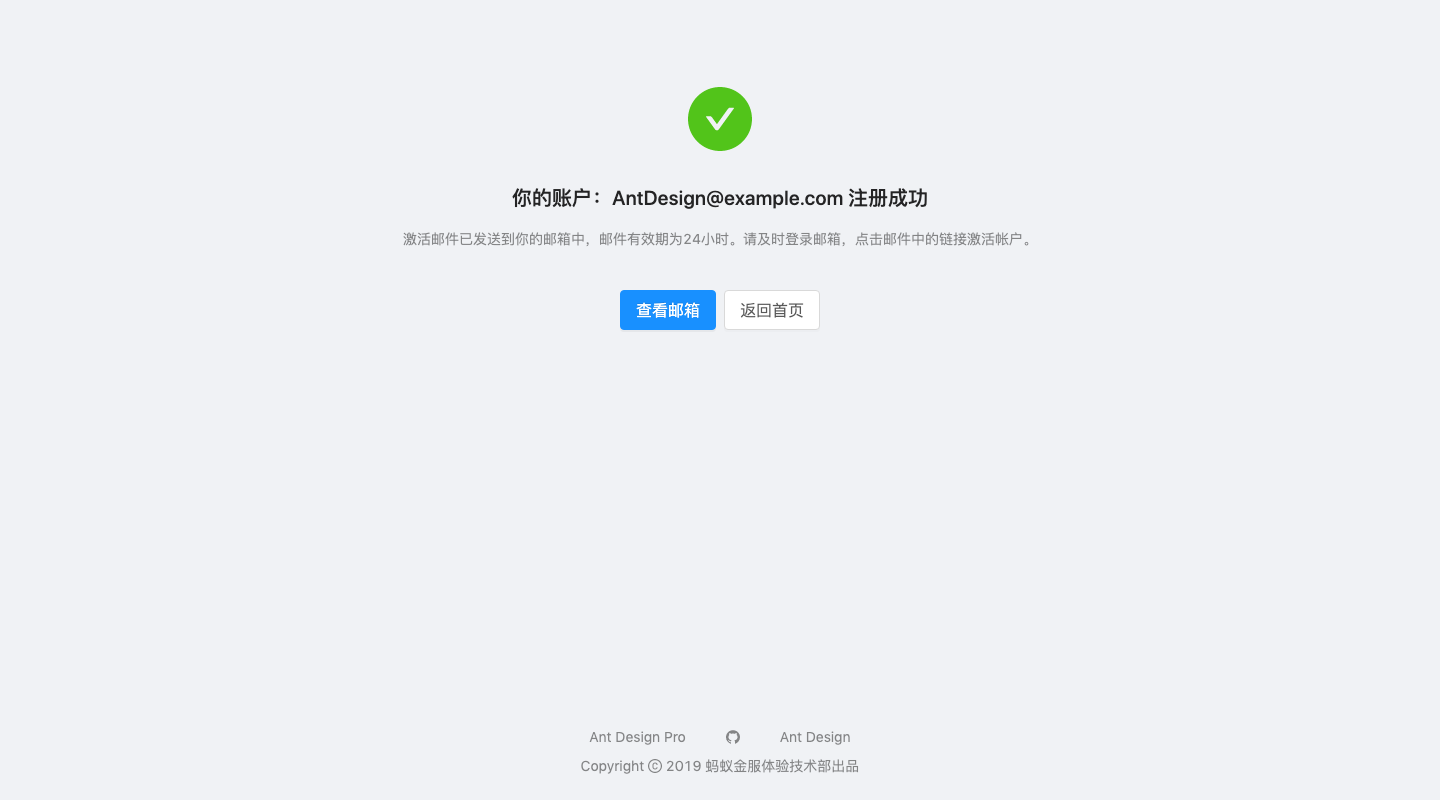 你的账户：AntDesign@example.com 注册成功
激活邮件已发送到你的邮箱中，邮件有效期为24小时。请及时登录邮箱，点击邮件中的链接激活帐户。
查看邮箱 返回首页
Ant Design Pro Ant Design
Copyright © 2019 蚂蚁金服体验技术部出品